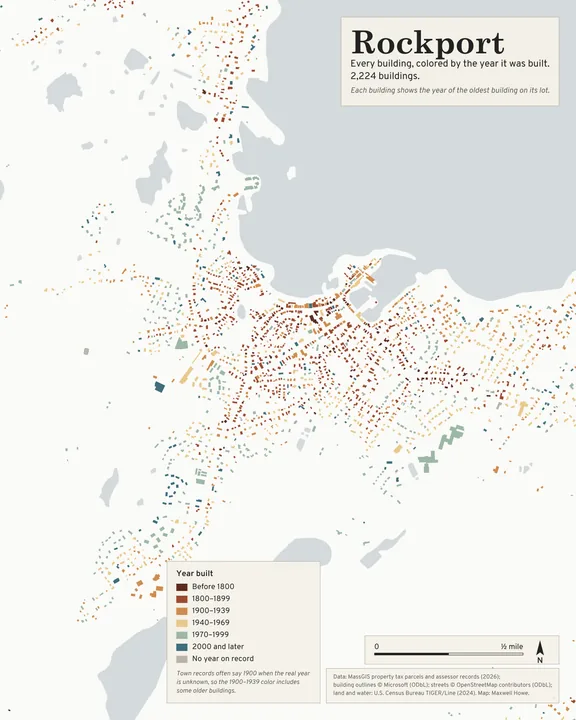 Rockport
Every building, colored by the year it was built.
2,224 buildings.
Each building shows the year of the oldest building on its lot.
Year built
Before 1800
1800–1899
1900–1939
1940–1969
1970–1999
2000 and later
No year on record
Town records often say 1900 when the real year
is unknown, so the 1900–1939 color includes
some older buildings.
0 ½ mile
N
Data: MassGIS property tax parcels and assessor records (2026);
building outlines © Microsoft (ODbL); streets © OpenStreetMap contributors (ODbL);
land and water: U.S. Census Bureau TIGER/Line (2024). Map: Maxwell Howe.